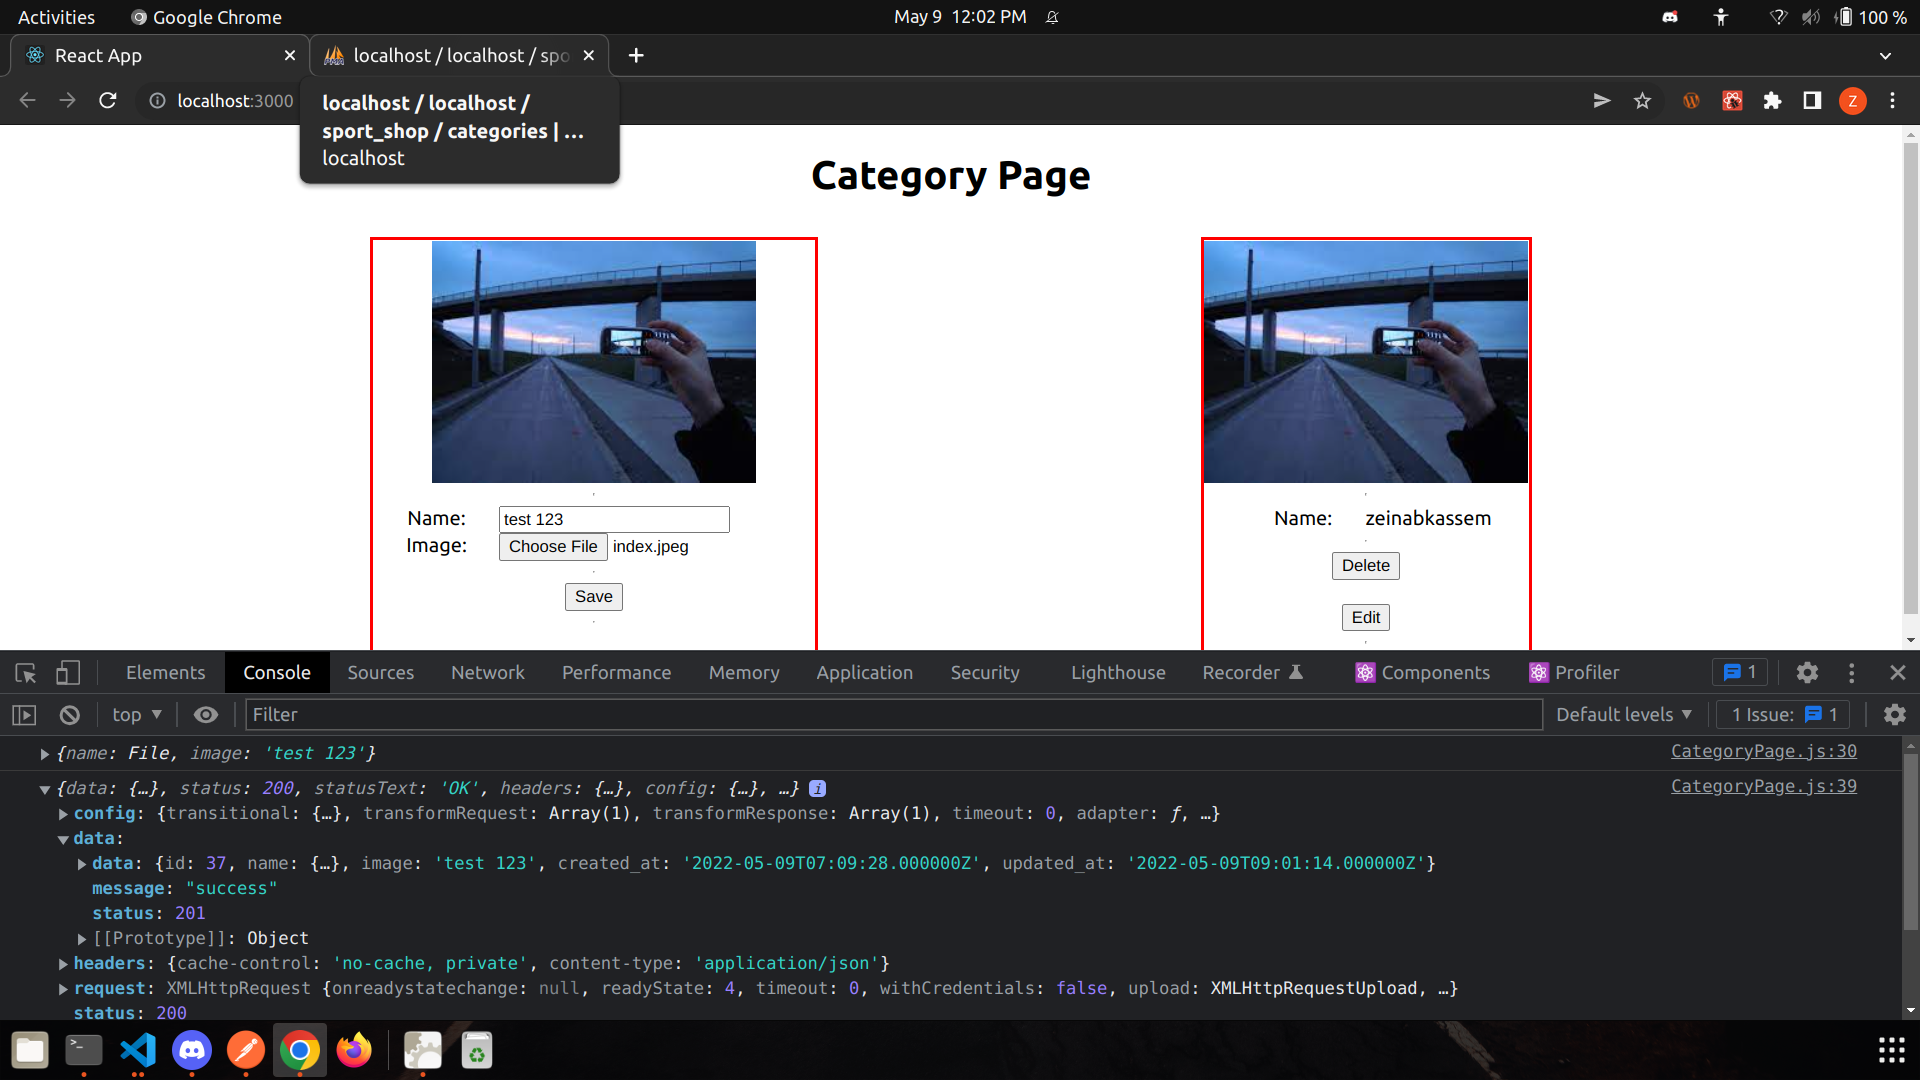 Activities
Google Chrome
May 9 12:02 PM
100 %
React App
localhost / localhost / spo
localhost:3000
Z
localhost / localhost /
sport_shop / categories | ...
localhost
Category Page
Name: test 123
Image: Choose File index.jpeg
Save
Name: zeinabkassem
Delete
Edit
Elements Console Sources Network Performance Memory Application Security Lighthouse Recorder Components Profiler 1
top Filter Default levels 1 Issue: 1
{name: File, image: 'test 123'} CategoryPage.js:30
{data: {…}, status: 200, statusText: 'OK', headers: {…}, config: {…}, …} i CategoryPage.js:39
config: {transitional: {…}, transformRequest: Array(1), transformResponse: Array(1), timeout: 0, adapter: ƒ, …}
data:
data: {id: 37, name: {…}, image: 'test 123', created_at: '2022-05-09T07:09:28.000000Z', updated_at: '2022-05-09T09:01:14.000000Z'}
message: "success"
status: 201
[[Prototype]]: Object
headers: {cache-control: 'no-cache, private', content-type: 'application/json'}
request: XMLHttpRequest {onreadystatechange: null, readyState: 4, timeout: 0, withCredentials: false, upload: XMLHttpRequestUpload, …}
status: 200